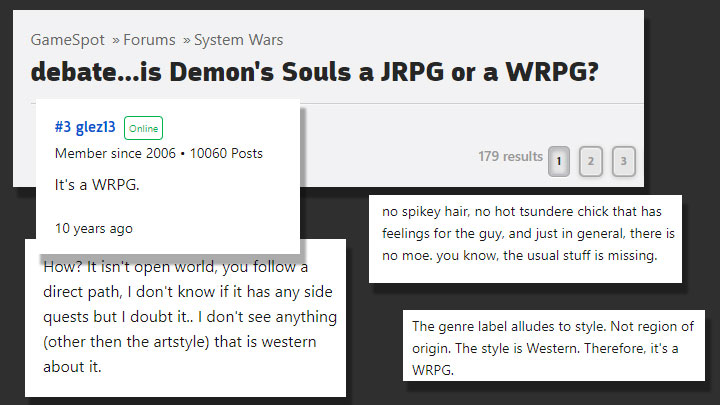 GameSpot » Forums » System Wars
debate...is Demon's Souls a JRPG or a WRPG?
#3 glez13 Online
Member since 2006 • 10060 Posts
It's a WRPG.
10 years ago
179 results 1 2 3
How? It isn't open world, you follow a
direct path, I don't know if it has any side
quests but I doubt it.. I don't see anything
(other then the artstyle) that is western
about it.
no spikey hair, no hot tsundere chick that has
feelings for the guy, and just in general, there is
no moe. you know, the usual stuff is missing.
The genre label alludes to style. Not region of
origin. The style is Western. Therefore, it's a
WRPG.